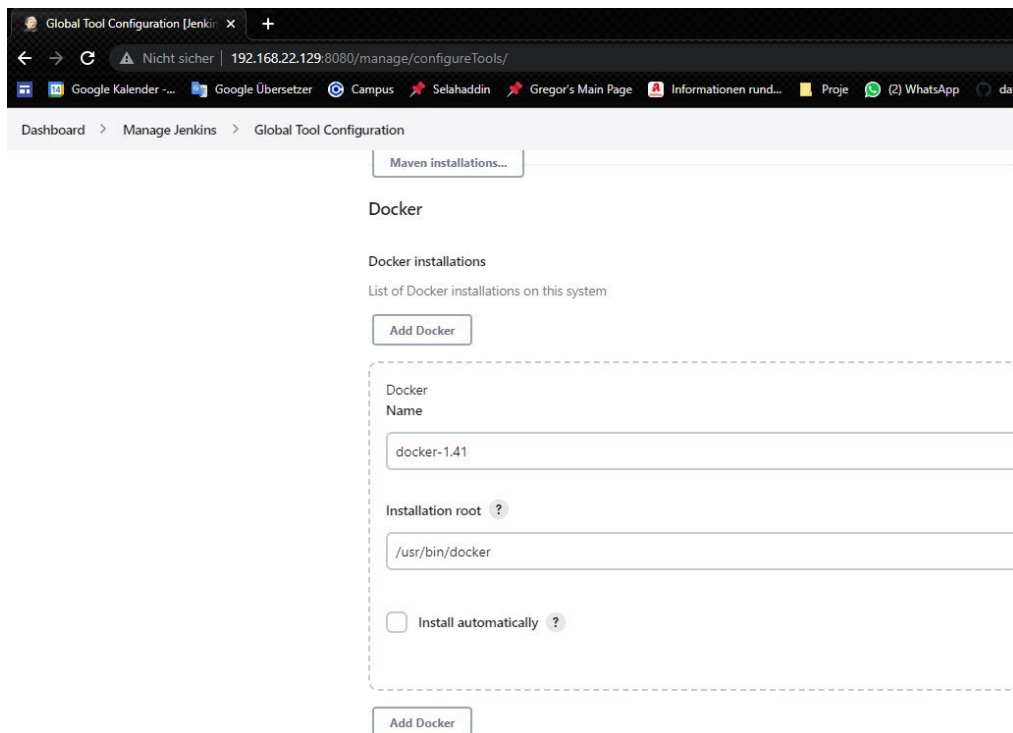 Global Tool Configuration [Jenkin
Nicht sicher | 192.168.22.129:8080/manage/configureTools/
14 Google Kalender -... Google Übersetzer Campus Selahaddin Gregor's Main Page Informationen rund... Proje (2) WhatsApp da
Dashboard > Manage Jenkins > Global Tool Configuration
Maven installations...
Docker
Docker installations
List of Docker installations on this system
Add Docker
Docker
Name
docker-1.41
Installation root ?
/usr/bin/docker
Install automatically ?
Add Docker